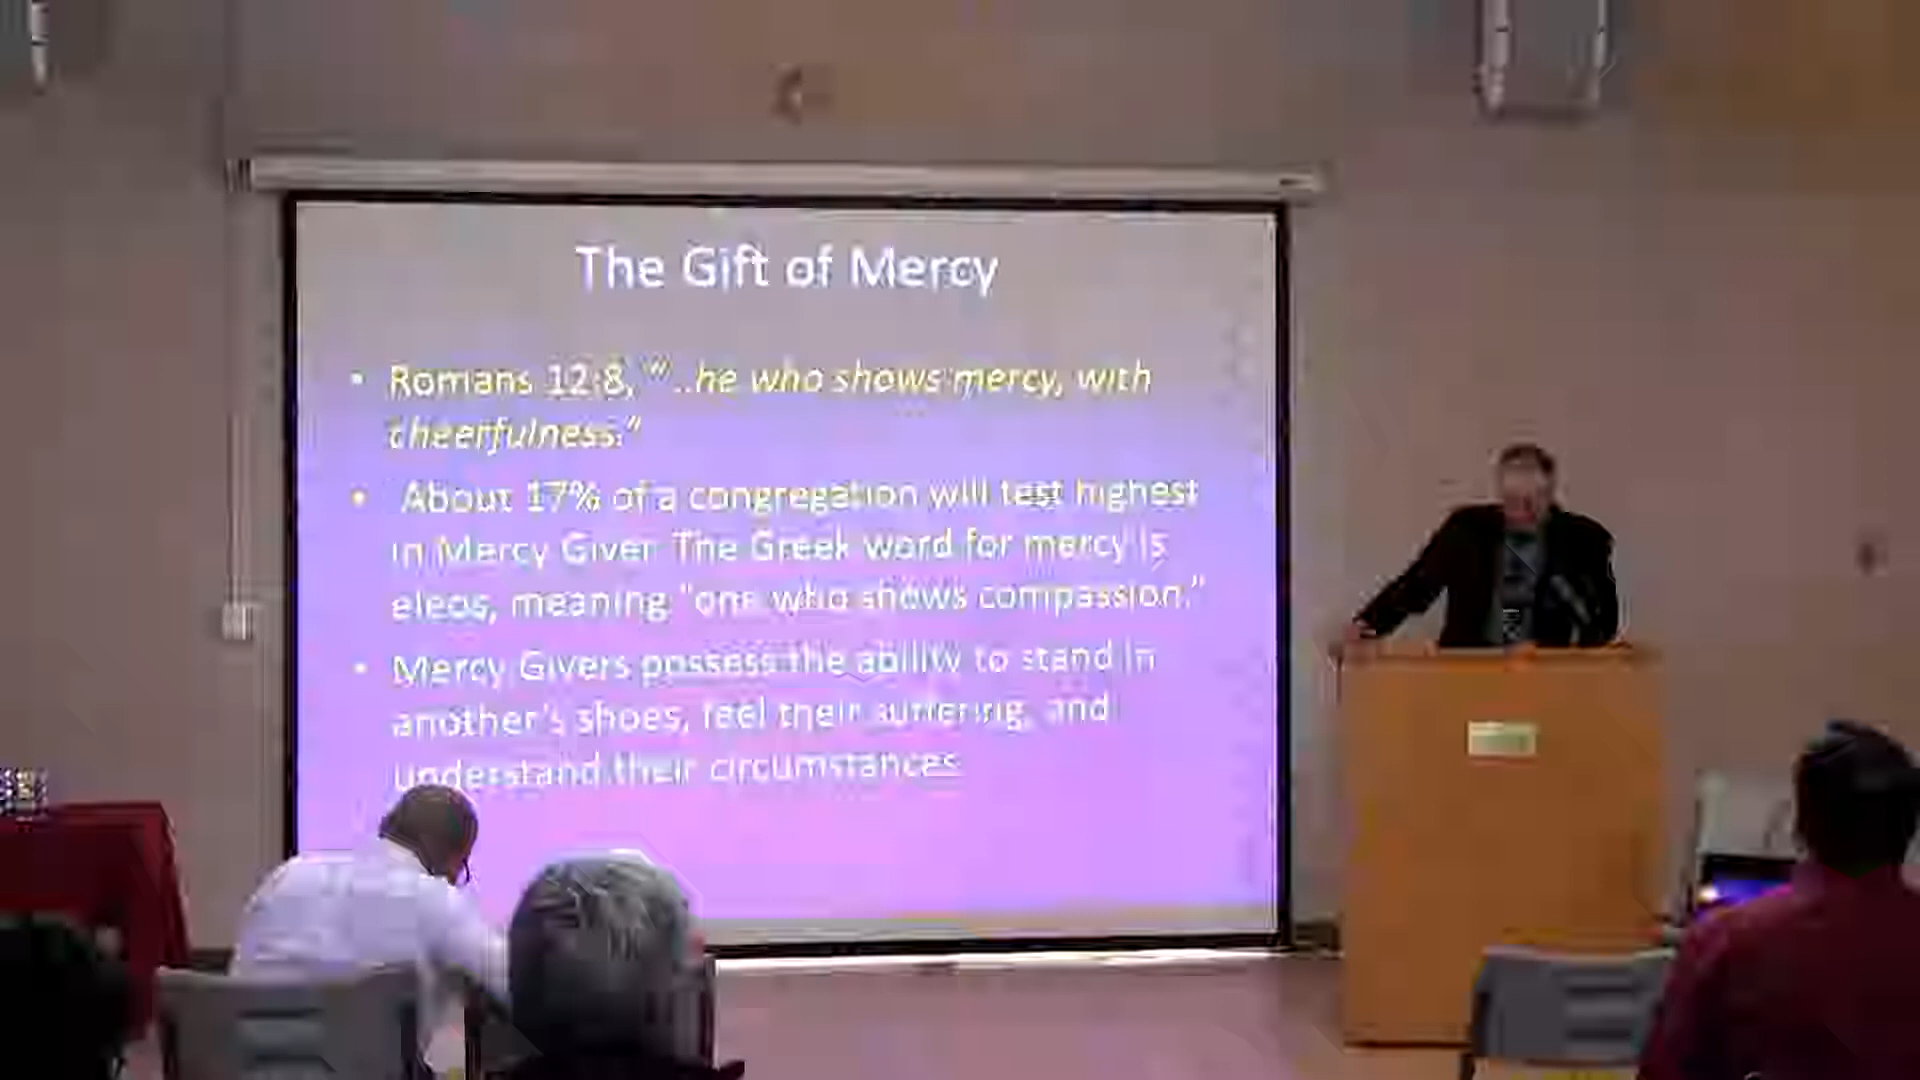 The Gift of Mercy
• Romans 12:8, "...he who shows mercy, with
cheerfulness."
• About 17% of a congregation will test highest
in Mercy Giver. The Greek word for mercy is
eleos, meaning "one who shows compassion."
• Mercy Givers possess the ability to stand in
another's shoes, feel their suffering, and
understand their circumstances